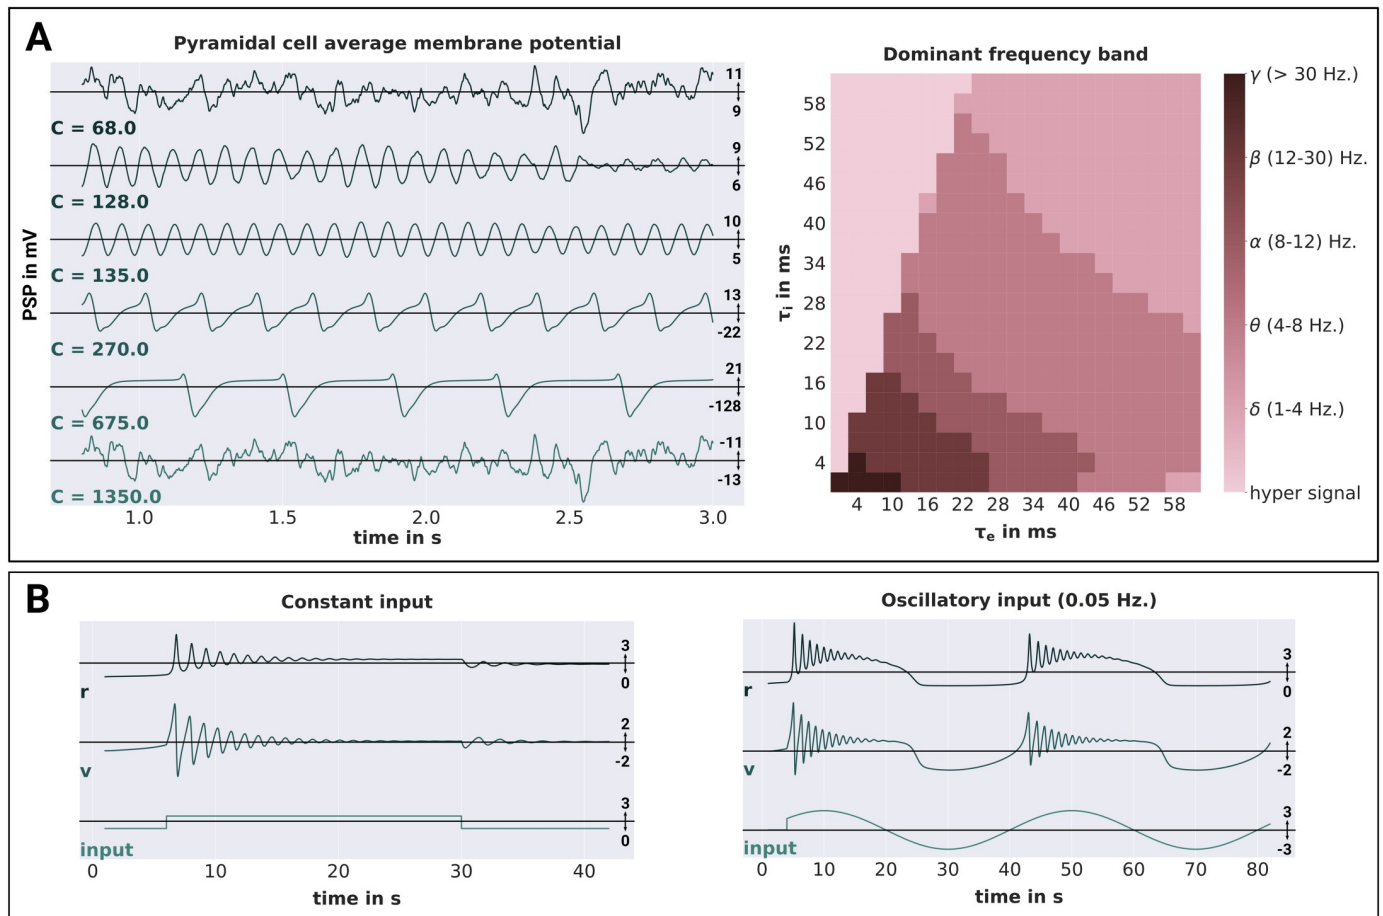 A
Pyramidal cell average membrane potential
PSP in mV
11
9
C = 68.0
9
6
C = 128.0
10
5
C = 135.0
13
-22
C = 270.0
21
-128
C = 675.0
-11
-13
C = 1350.0
1.0 1.5 2.0 2.5 3.0
time in s
Dominant frequency band
τi in ms
58
52
46
40
34
28
22
16
10
4
4 10 16 22 28 34 40 46 52 58
τe in ms
γ (> 30 Hz.)
β (12-30) Hz.
α (8-12) Hz.
θ (4-8 Hz.)
δ (1-4 Hz.)
hyper signal
B
Constant input
3
0
r
2
-2
v
3
0
input
0 10 20 30 40
time in s
Oscillatory input (0.05 Hz.)
3
0
r
2
-2
v
3
-3
input
0 10 20 30 40 50 60 70 80
time in s